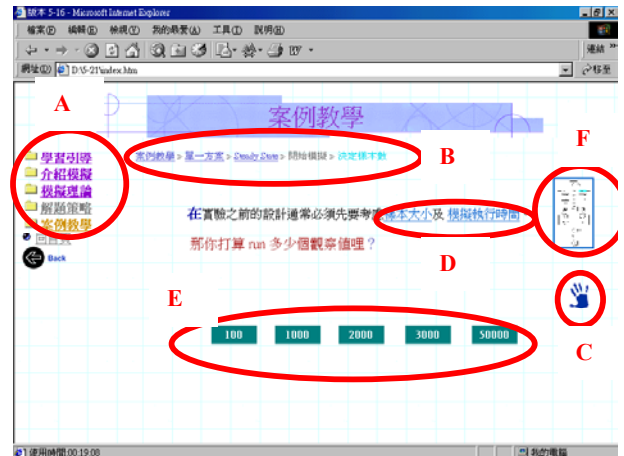 版本 5-16 - Microsoft Internet Explorer
檔案(F) 編輯(E) 檢視(V) 我的最愛(A) 工具(T) 說明(H)
連結 »
網址(D) D:\5-21\index.htm 移至
A
案例教學
F
B
案例教學 > 單一方案 > Steady State > 開始模擬 > 決定樣本數
學習引導
介紹模擬
模擬理論
解題策略
案例教學
回首頁
Back
在實驗之前的設計通常必須先要考慮樣本大小及 模擬執行時間
那你打算 run 多少個觀察值哩？
D
E
C
100 1000 2000 3000 50000
使用時間:00:19:08 我的電腦